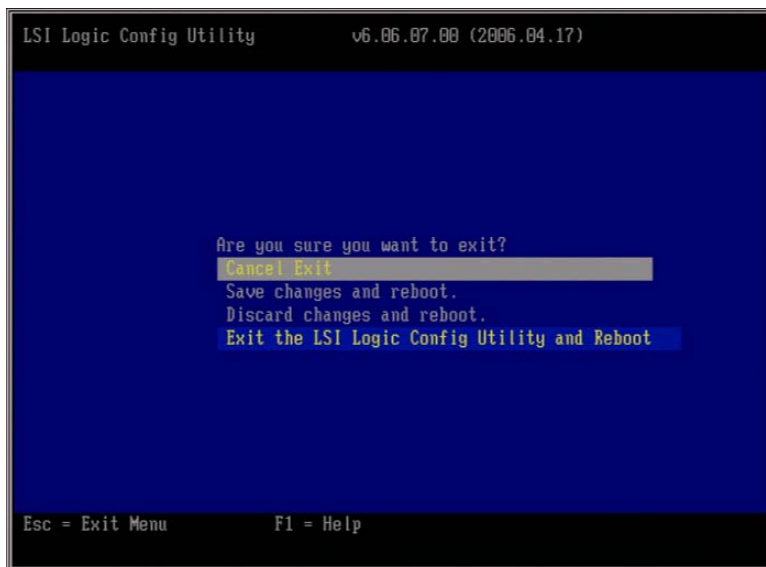 LSI Logic Config Utility v6.06.07.00 (2006.04.17)
Are you sure you want to exit?
Cancel Exit
Save changes and reboot.
Discard changes and reboot.
Exit the LSI Logic Config Utility and Reboot
Esc = Exit Menu F1 = Help